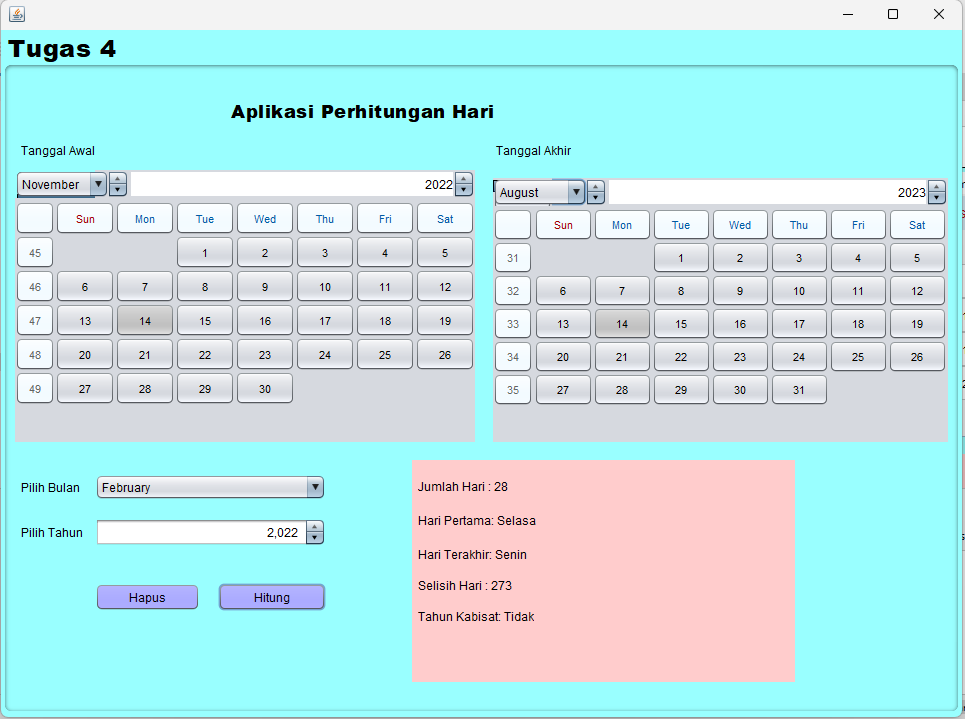 Tugas 4
Aplikasi Perhitungan Hari
Tanggal Awal
November 2022
Sun Mon Tue Wed Thu Fri Sat
45 1 2 3 4 5
46 6 7 8 9 10 11 12
47 13 14 15 16 17 18 19
48 20 21 22 23 24 25 26
49 27 28 29 30
Tanggal Akhir
August 2023
Sun Mon Tue Wed Thu Fri Sat
31 1 2 3 4 5
32 6 7 8 9 10 11 12
33 13 14 15 16 17 18 19
34 20 21 22 23 24 25 26
35 27 28 29 30 31
Pilih Bulan February
Pilih Tahun 2,022
Hapus Hitung
Jumlah Hari : 28
Hari Pertama: Selasa
Hari Terakhir: Senin
Selisih Hari : 273
Tahun Kabisat: Tidak